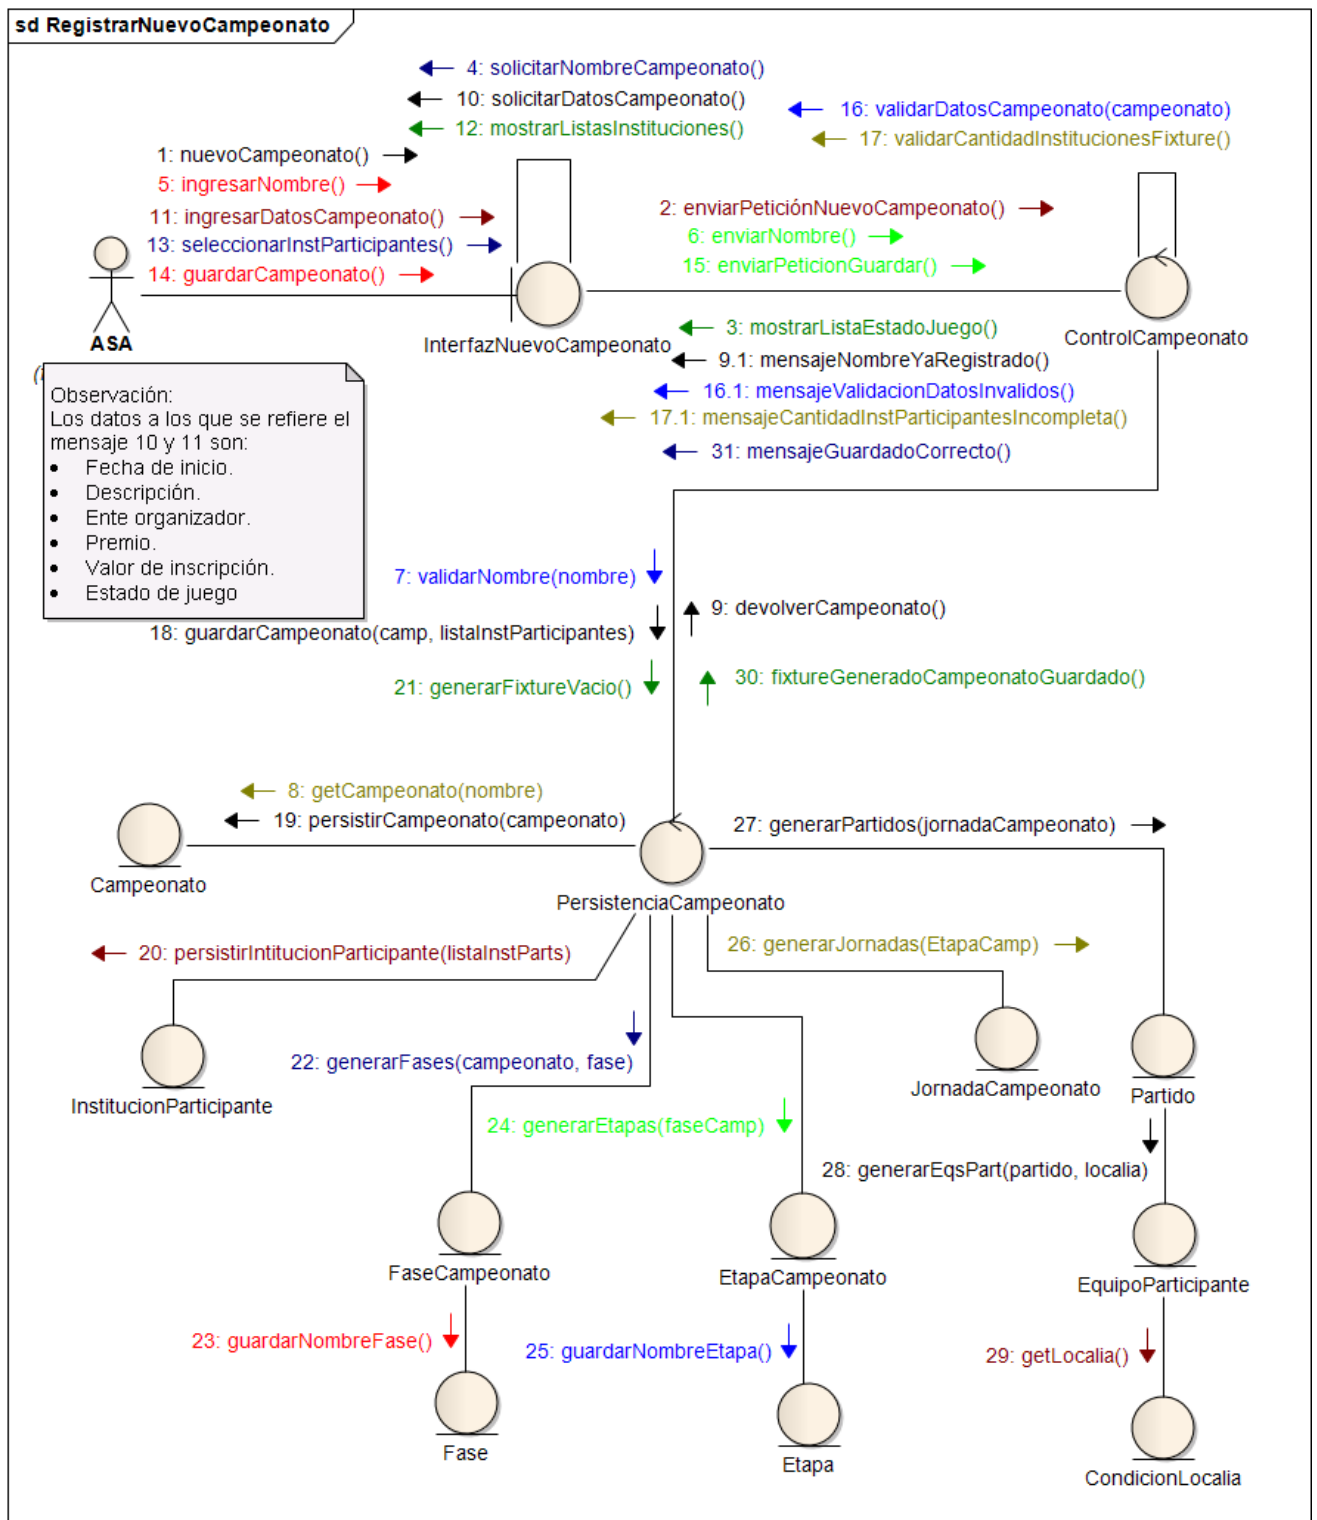 sd RegistrarNuevoCampeonato
4: solicitarNombreCampeonato()
10: solicitarDatosCampeonato()
12: mostrarListasInstituciones()
16: validarDatosCampeonato(campeonato)
17: validarCantidadInstitucionesFixture()
1: nuevoCampeonato()
5: ingresarNombre()
11: ingresarDatosCampeonato()
13: seleccionarInstParticipantes()
14: guardarCampeonato()
2: enviarPeticiónNuevoCampeonato()
6: enviarNombre()
15: enviarPeticionGuardar()
ASA
InterfazNuevoCampeonato
ControlCampeonato
3: mostrarListaEstadoJuego()
9.1: mensajeNombreYaRegistrado()
16.1: mensajeValidacionDatosInvalidos()
17.1: mensajeCantidadInstParticipantesIncompleta()
31: mensajeGuardadoCorrecto()
Observación:
Los datos a los que se refiere el
mensaje 10 y 11 son:
• Fecha de inicio.
• Descripción.
• Ente organizador.
• Premio.
• Valor de inscripción.
• Estado de juego
7: validarNombre(nombre)
9: devolverCampeonato()
18: guardarCampeonato(camp, listaInstParticipantes)
21: generarFixtureVacio()
30: fixtureGeneradoCampeonatoGuardado()
8: getCampeonato(nombre)
19: persistirCampeonato(campeonato)
27: generarPartidos(jornadaCampeonato)
Campeonato
PersistenciaCampeonato
20: persistirIntitucionParticipante(listaInstParts)
26: generarJornadas(EtapaCamp)
22: generarFases(campeonato, fase)
InstitucionParticipante
JornadaCampeonato
Partido
24: generarEtapas(faseCamp)
28: generarEqsPart(partido, localia)
FaseCampeonato
EtapaCampeonato
EquipoParticipante
23: guardarNombreFase()
25: guardarNombreEtapa()
29: getLocalia()
Fase
Etapa
CondicionLocalia